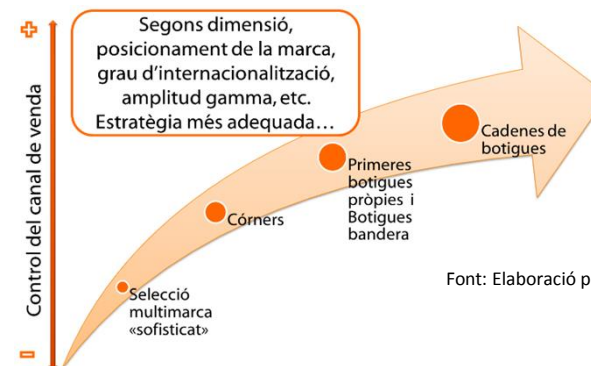 Segons dimensió,
posicionament de la marca,
grau d'internacionalització,
amplitud gamma, etc.
Estratègia més adequada...
Control del canal de venda
Cadenes de
botigues
Primeres
botigues
pròpies i
Botigues
bandera
Córners
Selecció
multimarca
«sofisticat»
Font: Elaboració p